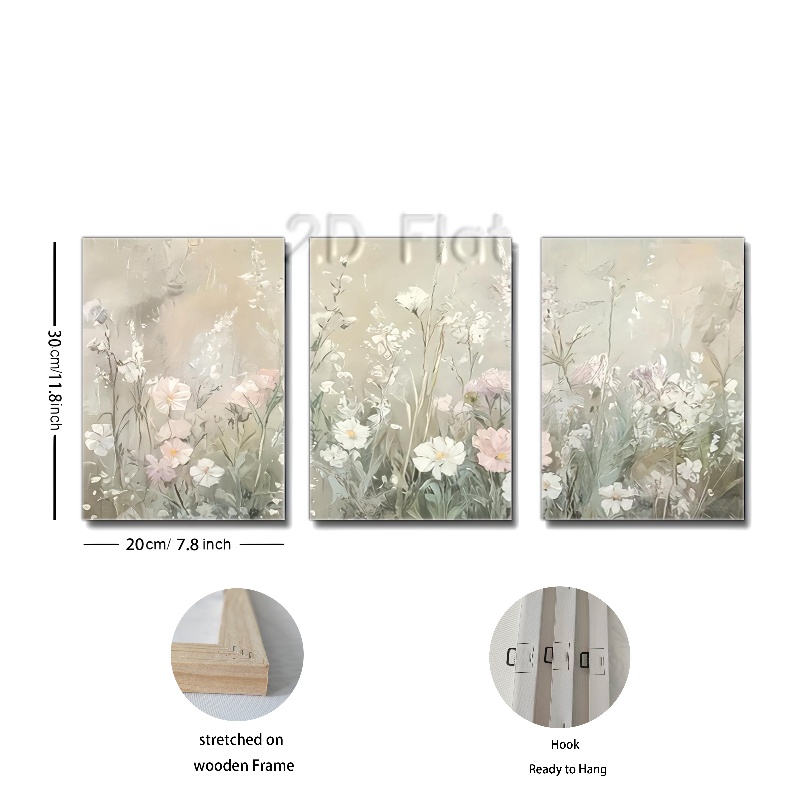 2D Flat
30cm/11.8inch
20cm/ 7.8 inch
stretched on
wooden Frame
Hook
Ready to Hang